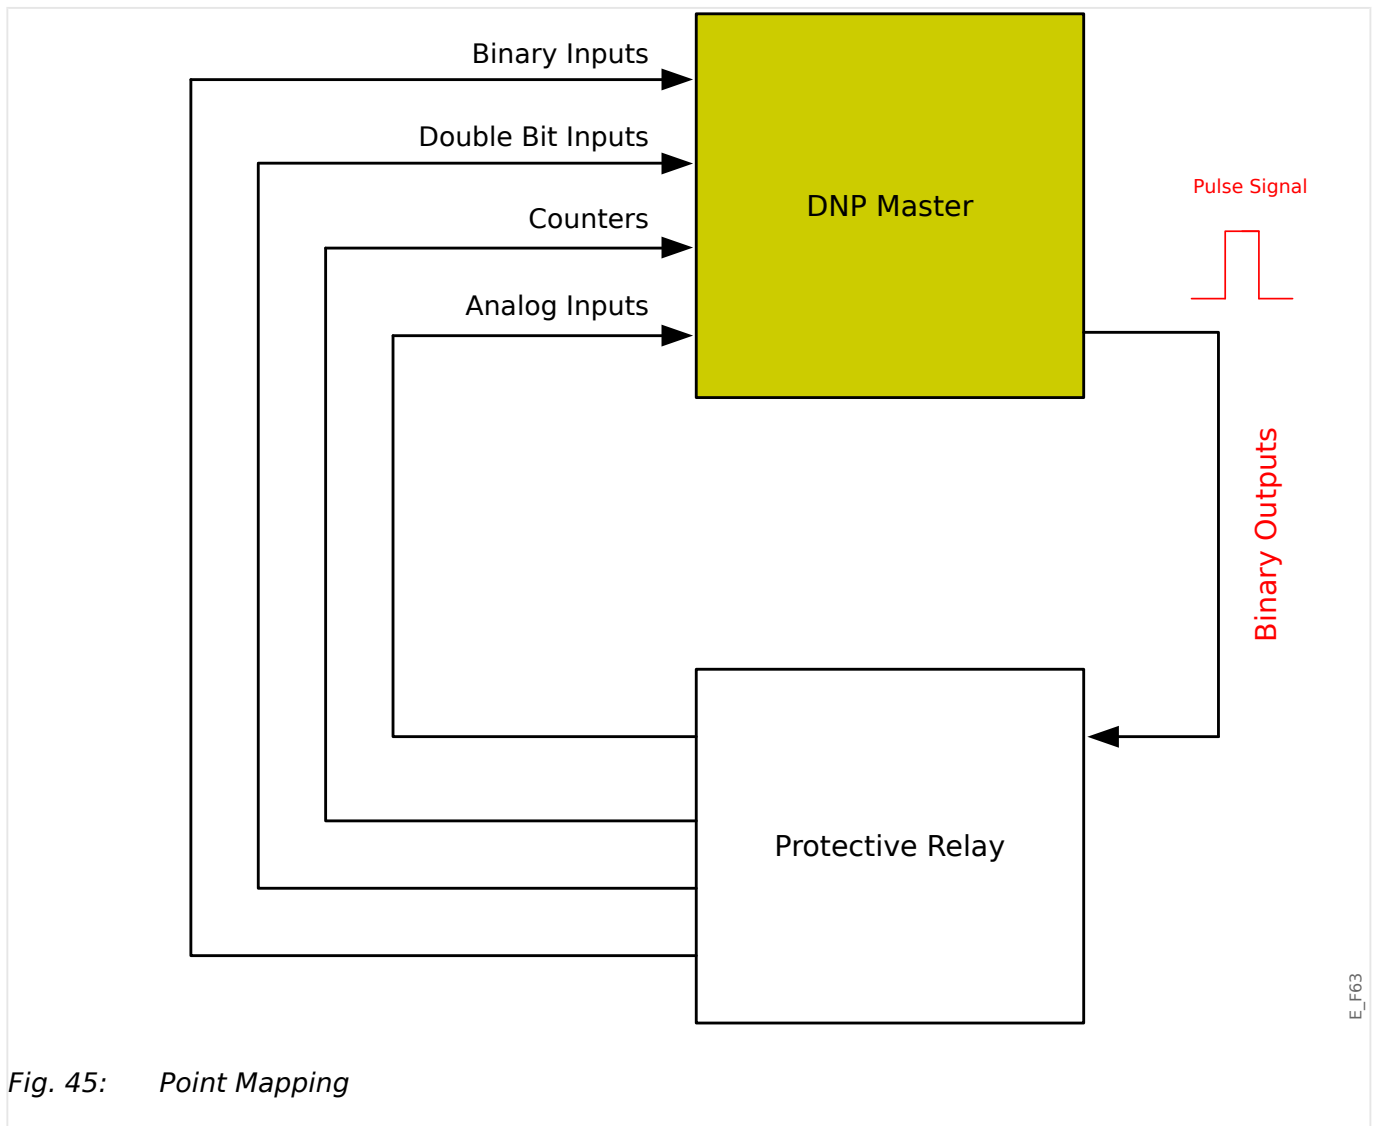 Binary Inputs
Double Bit Inputs
Counters
Analog Inputs
DNP Master
Pulse Signal
Binary Outputs
Protective Relay
E_F63
Fig. 45: Point Mapping